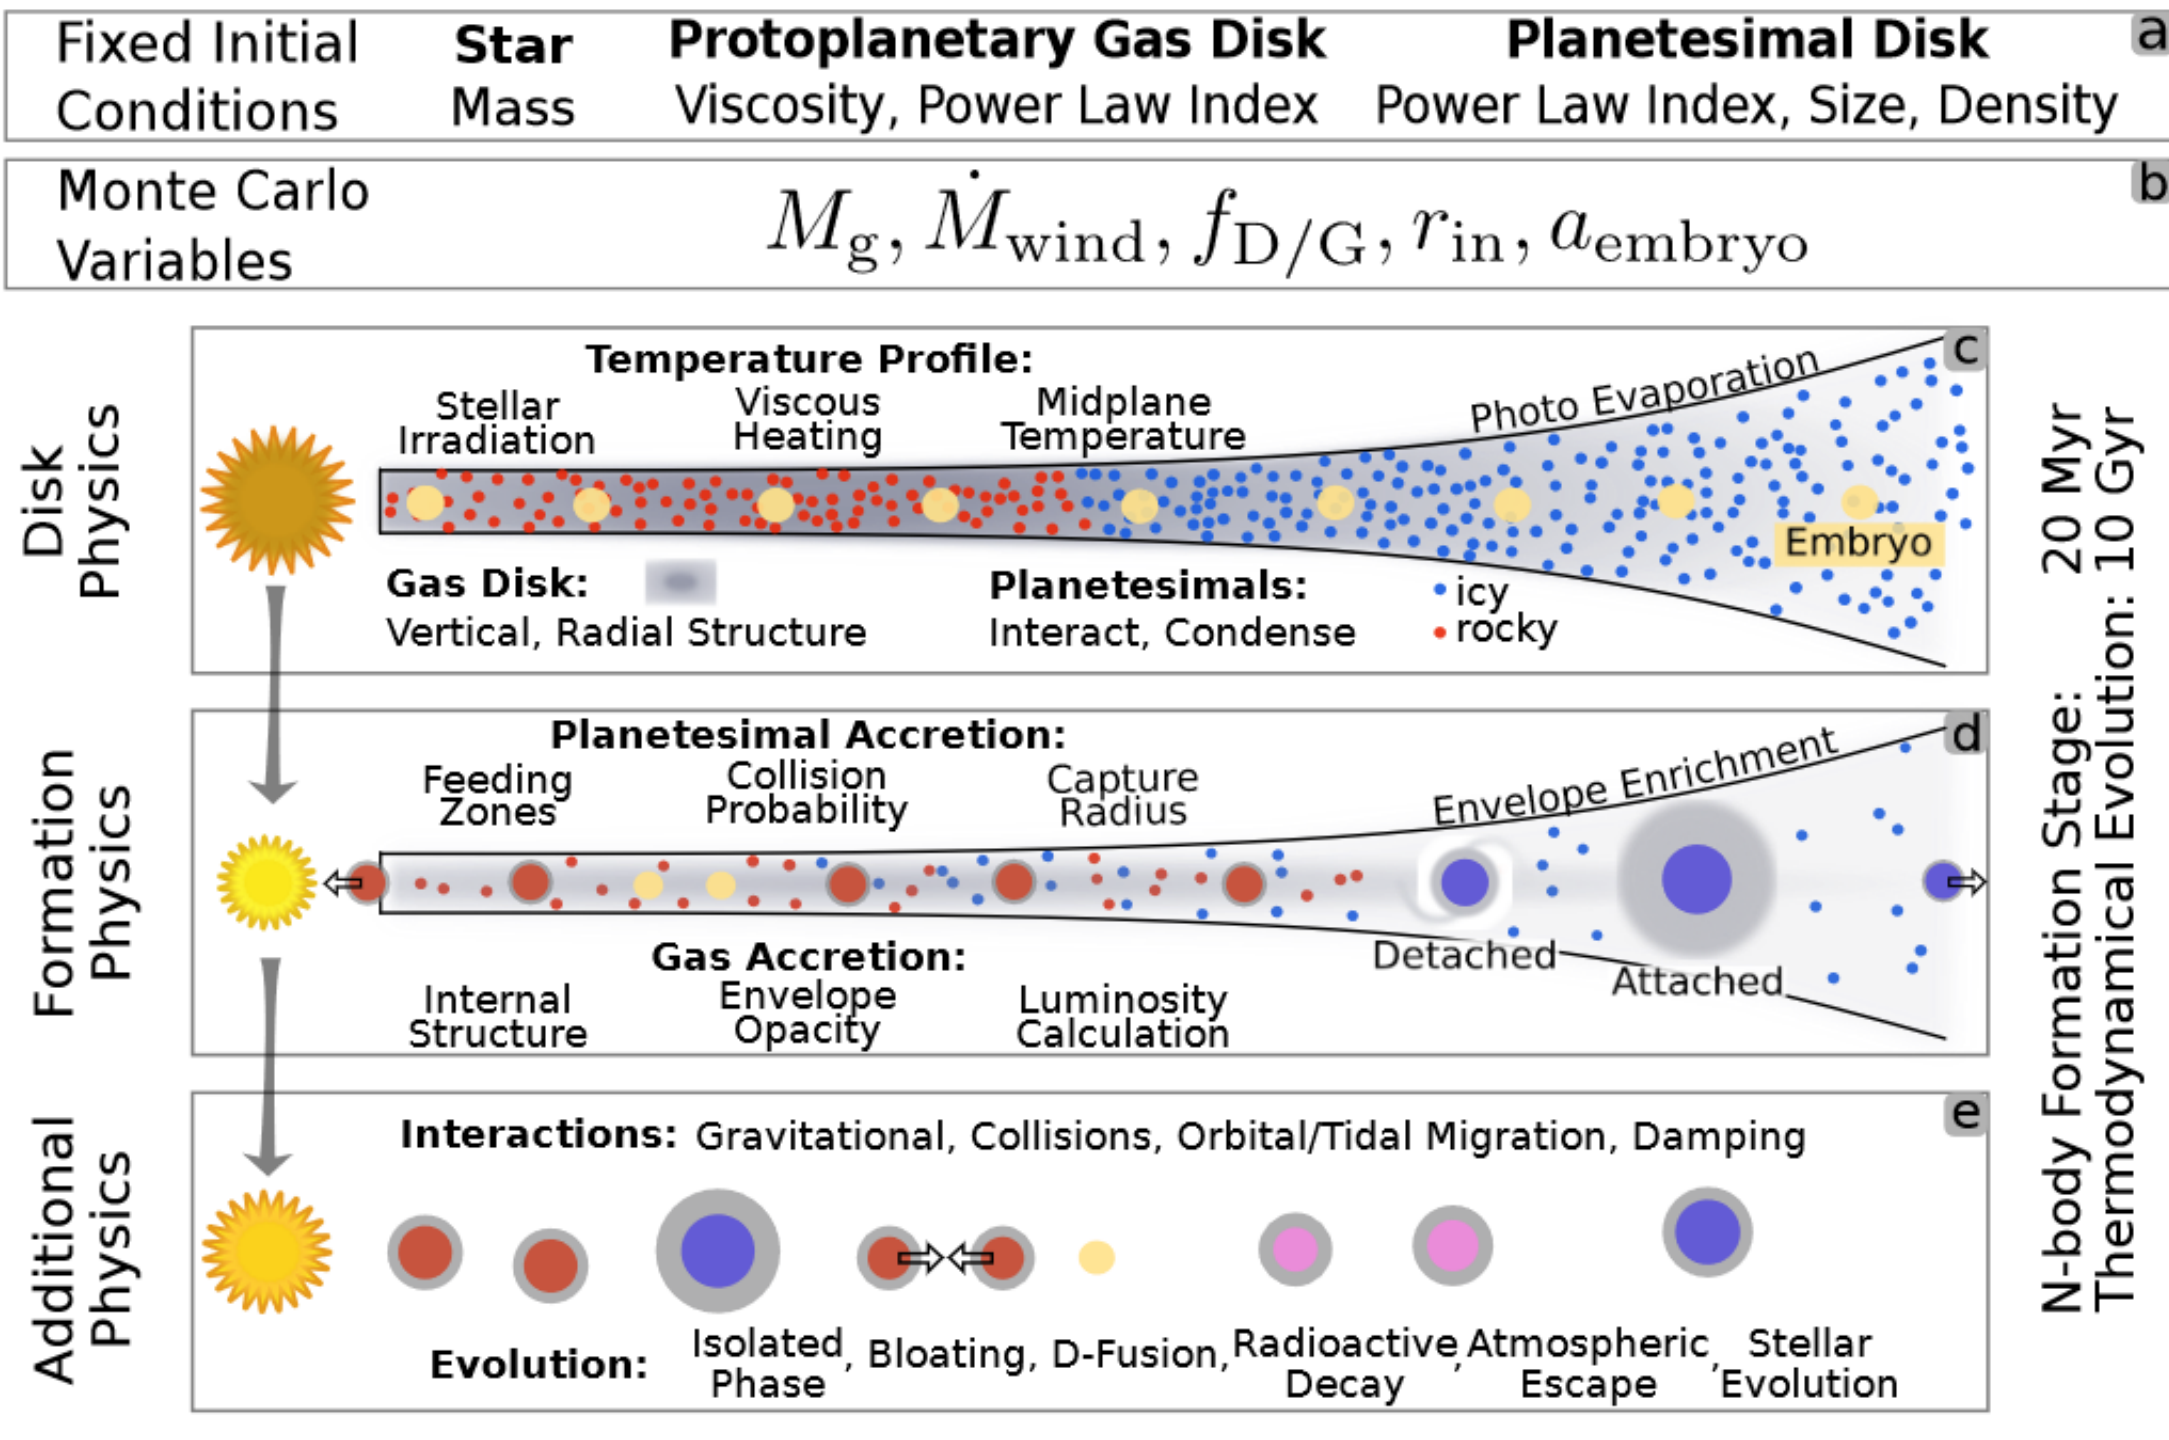 Fixed Initial Conditions
Star
Mass
Protoplanetary Gas Disk
Viscosity, Power Law Index
Planetesimal Disk
Power Law Index, Size, Density
a
Monte Carlo
Variables
M_g, Ṁ_wind, f_D/G, r_in, a_embryo
b
Disk
Physics
Temperature Profile:
Stellar
Irradiation
Viscous
Heating
Midplane
Temperature
Photo Evaporation
c
Embryo
Gas Disk:
Vertical, Radial Structure
Planetesimals:
Interact, Condense
icy
rocky
Formation
Physics
Planetesimal Accretion:
Feeding
Zones
Collision
Probability
Capture
Radius
Envelope Enrichment
d
Detached
Attached
Gas Accretion:
Internal
Structure
Envelope
Opacity
Luminosity
Calculation
Additional
Physics
e
Interactions: Gravitational, Collisions, Orbital/Tidal Migration, Damping
Evolution: Isolated Phase, Bloating, D-Fusion, Radioactive Decay, Atmospheric Escape, Stellar Evolution
N-body Formation Stage: 20 Myr
Thermodynamical Evolution: 10 Gyr